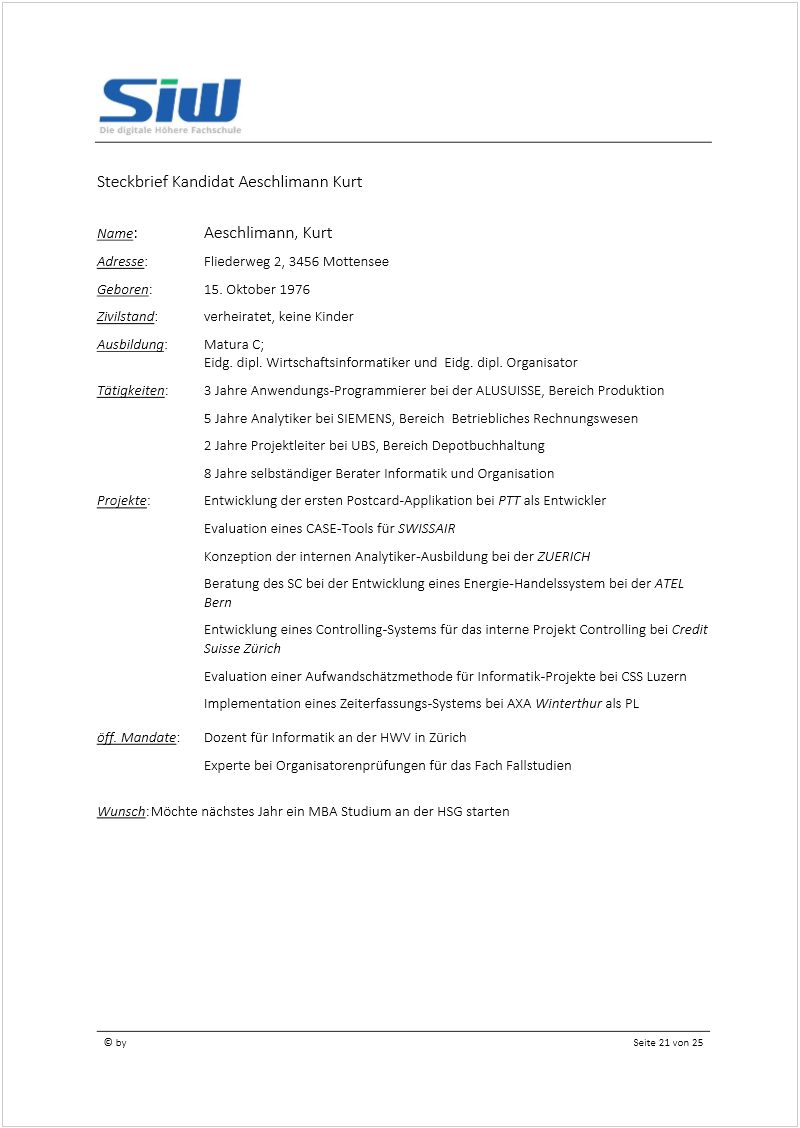 Siw
Die digitale Höhere Fachschule
Steckbrief Kandidat Aeschlimann Kurt
Name: Aeschlimann, Kurt
Adresse: Fliederweg 2, 3456 Mottensee
Geboren: 15. Oktober 1976
Zivilstand: verheiratet, keine Kinder
Ausbildung: Matura C;
Eidg. dipl. Wirtschaftsinformatiker und  Eidg. dipl. Organisator
Tätigkeiten: 3 Jahre Anwendungs-Programmierer bei der ALUSUISSE, Bereich Produktion
5 Jahre Analytiker bei SIEMENS, Bereich  Betriebliches Rechnungswesen
2 Jahre Projektleiter bei UBS, Bereich Depotbuchhaltung
8 Jahre selbständiger Berater Informatik und Organisation
Projekte: Entwicklung der ersten Postcard-Applikation bei PTT als Entwickler
Evaluation eines CASE-Tools für SWISSAIR
Konzeption der internen Analytiker-Ausbildung bei der ZUERICH
Beratung des SC bei der Entwicklung eines Energie-Handelssystem bei der ATEL
Bern
Entwicklung eines Controlling-Systems für das interne Projekt Controlling bei Credit
Suisse Zürich
Evaluation einer Aufwandschätzmethode für Informatik-Projekte bei CSS Luzern
Implementation eines Zeiterfassungs-Systems bei AXA Winterthur als PL
öff. Mandate: Dozent für Informatik an der HWV in Zürich
Experte bei Organisatorenprüfungen für das Fach Fallstudien
Wunsch: Möchte nächstes Jahr ein MBA Studium an der HSG starten
© by Seite 21 von 25